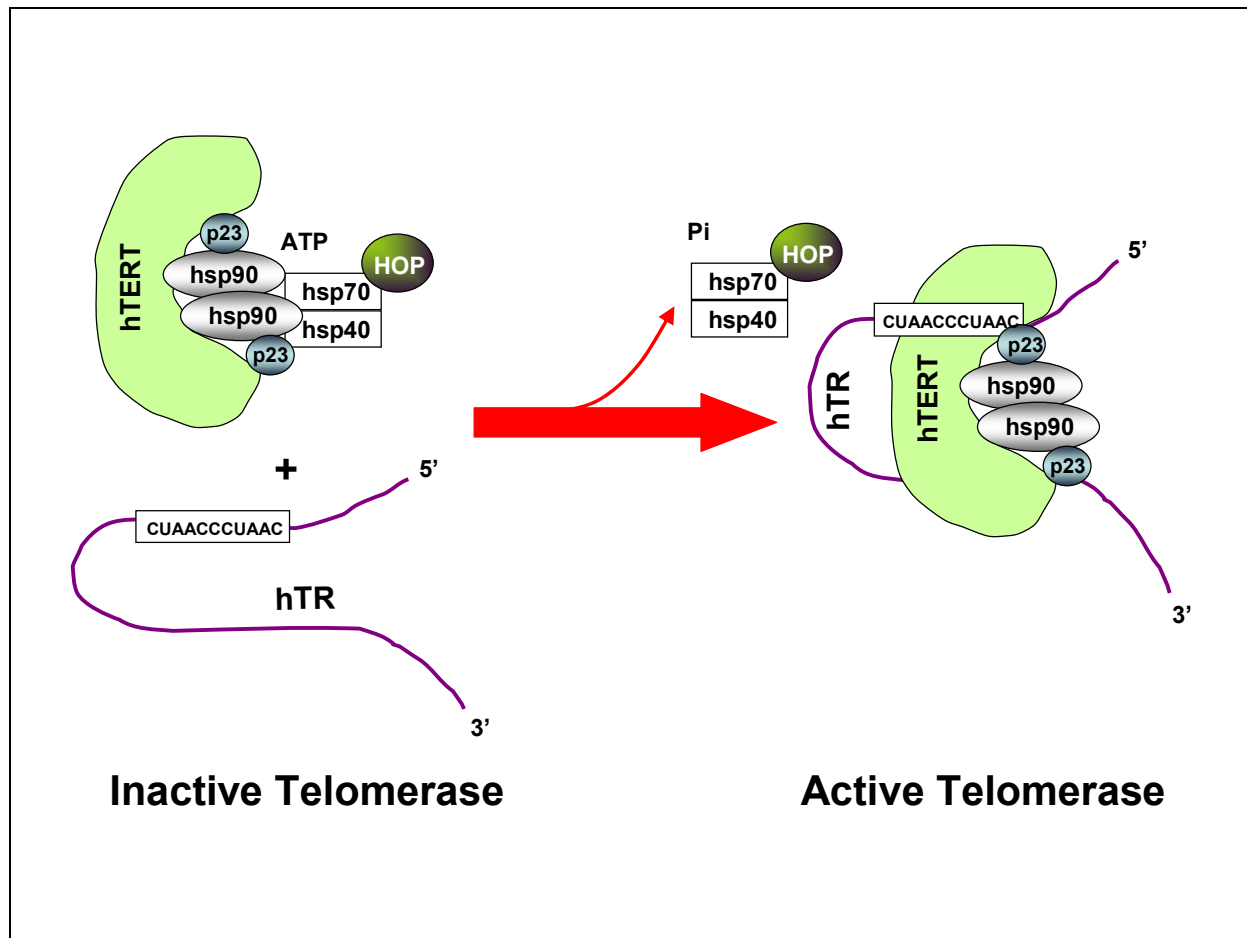 hTERT
p23
ATP
HOP
hsp90
hsp70
hsp90
hsp40
p23
+
5’
CUAACCCUAAC
hTR
3’
Inactive Telomerase
Pi
HOP
hsp70
hsp40
5’
CUAACCCUAAC
p23
hTR
hTERT
hsp90
hsp90
p23
3’
Active Telomerase